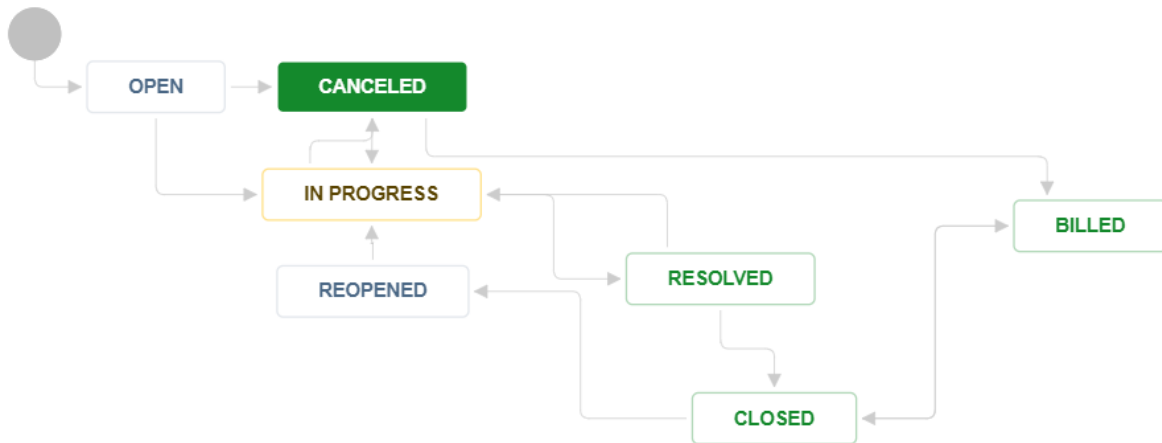 OPEN
CANCELED
IN PROGRESS
BILLED
RESOLVED
REOPENED
CLOSED